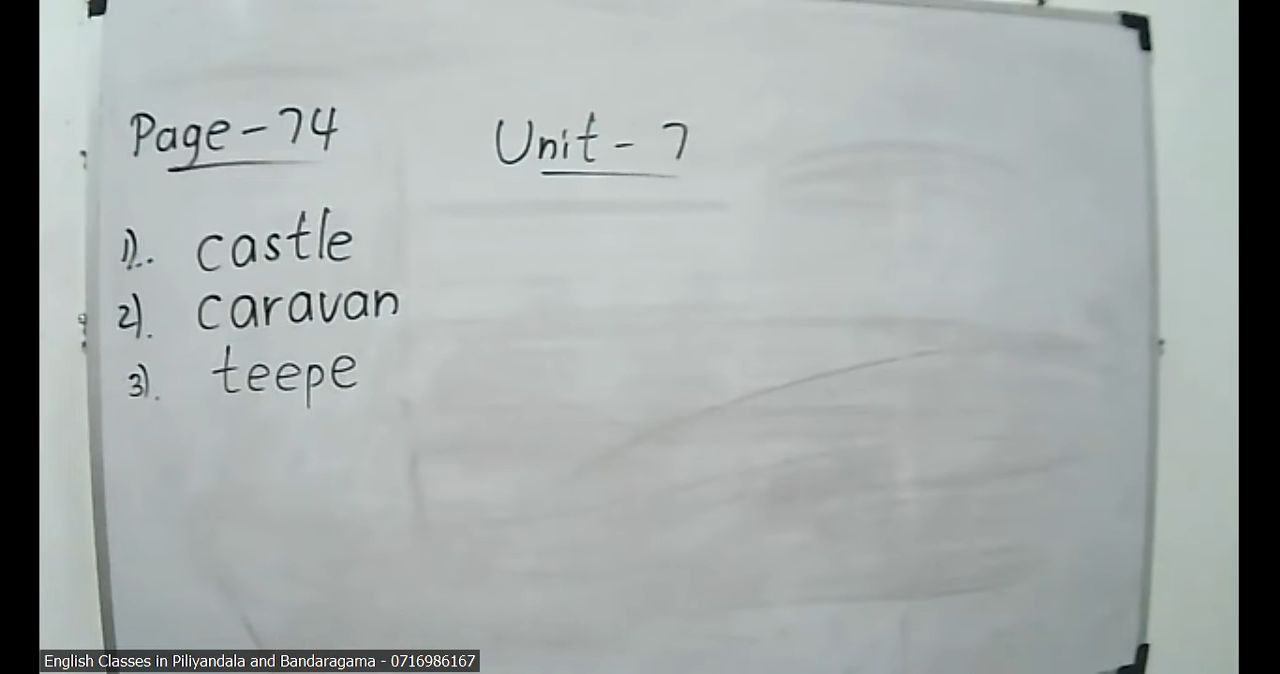 Page-74
Unit-7
1). castle
2). caravan
3). teepe
English Classes in Piliyandala and Bandaragama - 0716986167